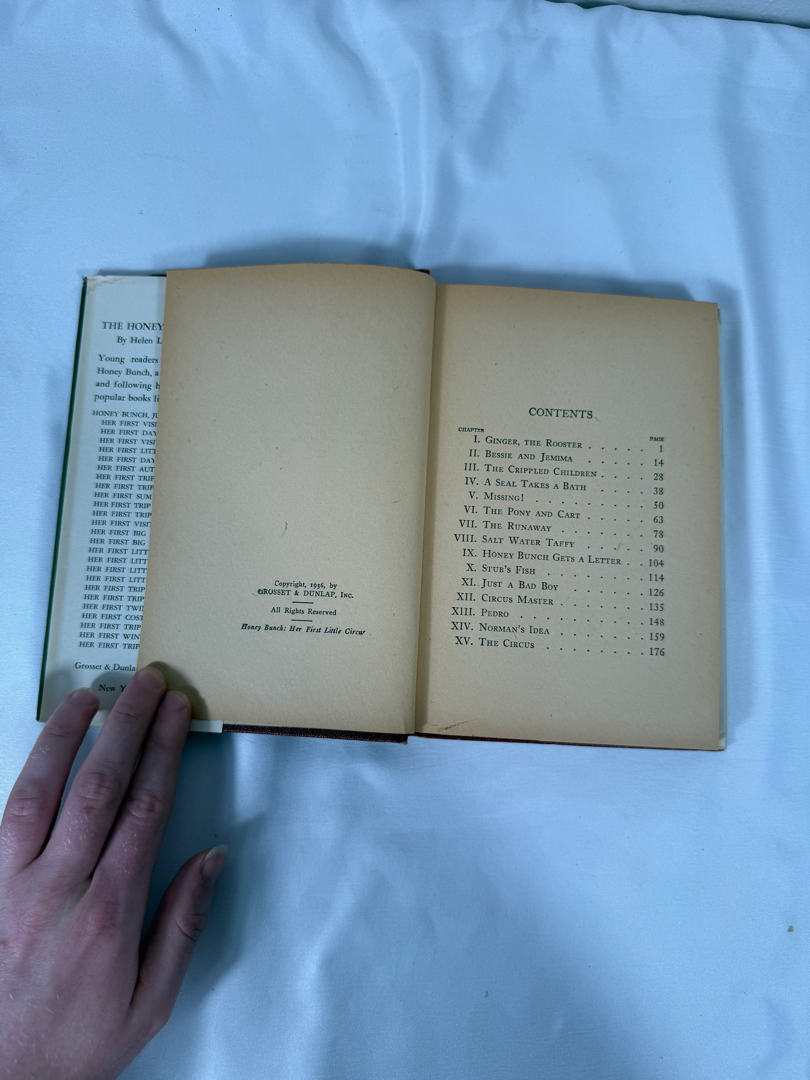 THE HONEY
By Helen L
Young readers
Honey Bunch, a
and following h
popular books li
HONEY BUNCH, JU
HER FIRST VISI
HER FIRST DAY
HER FIRST VISI
HER FIRST LITT
HER FIRST DAY
HER FIRST AUT
HER FIRST TRIP
HER FIRST TRIP
HER FIRST SUM
HER FIRST TRIP
HER FIRST VISIT
HER FIRST BIG
HER FIRST BIG
HER FIRST LITT
HER FIRST LITT
HER FIRST LITT
HER FIRST TRIP
HER FIRST TRIP
HER FIRST TWI
HER FIRST COST
HER FIRST TRIP
HER FIRST WIN
HER FIRST TRIP
Grosset & Dunla
New Y
Copyright, 1936, by
GROSSET & DUNLAP, INC.
All Rights Reserved
Honey Bunch: Her First Little Circus
CONTENTS
CHAPTER PAGE
I. Ginger, the Rooster . . . . . 1
II. Bessie and Jemima . . . . . 14
III. The Crippled Children . . . . 28
IV. A Seal Takes a Bath . . . . 38
V. Missing! . . . . . . . . 50
VI. The Pony and Cart . . . . . 63
VII. The Runaway . . . . . . 78
VIII. Salt Water Taffy . . . . . 90
IX. Honey Bunch Gets a Letter . . 104
X. Stub's Fish . . . . . . . 114
XI. Just a Bad Boy . . . . . . 126
XII. Circus Master . . . . . . 135
XIII. Pedro . . . . . . . . 148
XIV. Norman's Idea . . . . . . 159
XV. The Circus . . . . . . . 176